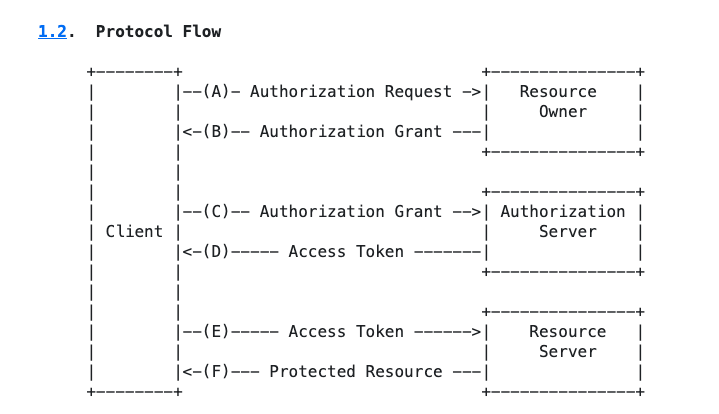 1.2.  Protocol Flow
+--------+                               +---------------+
|        |--(A)- Authorization Request ->|   Resource    |
|        |                               |     Owner     |
|        |<-(B)-- Authorization Grant ---|               |
|        |                               +---------------+
|        |
|        |                               +---------------+
|        |--(C)-- Authorization Grant -->| Authorization |
| Client |                               |     Server    |
|        |<-(D)----- Access Token -------|               |
|        |                               +---------------+
|        |
|        |                               +---------------+
|        |--(E)----- Access Token ------>|    Resource   |
|        |                               |     Server    |
|        |<-(F)--- Protected Resource ---|               |
+--------+                               +---------------+